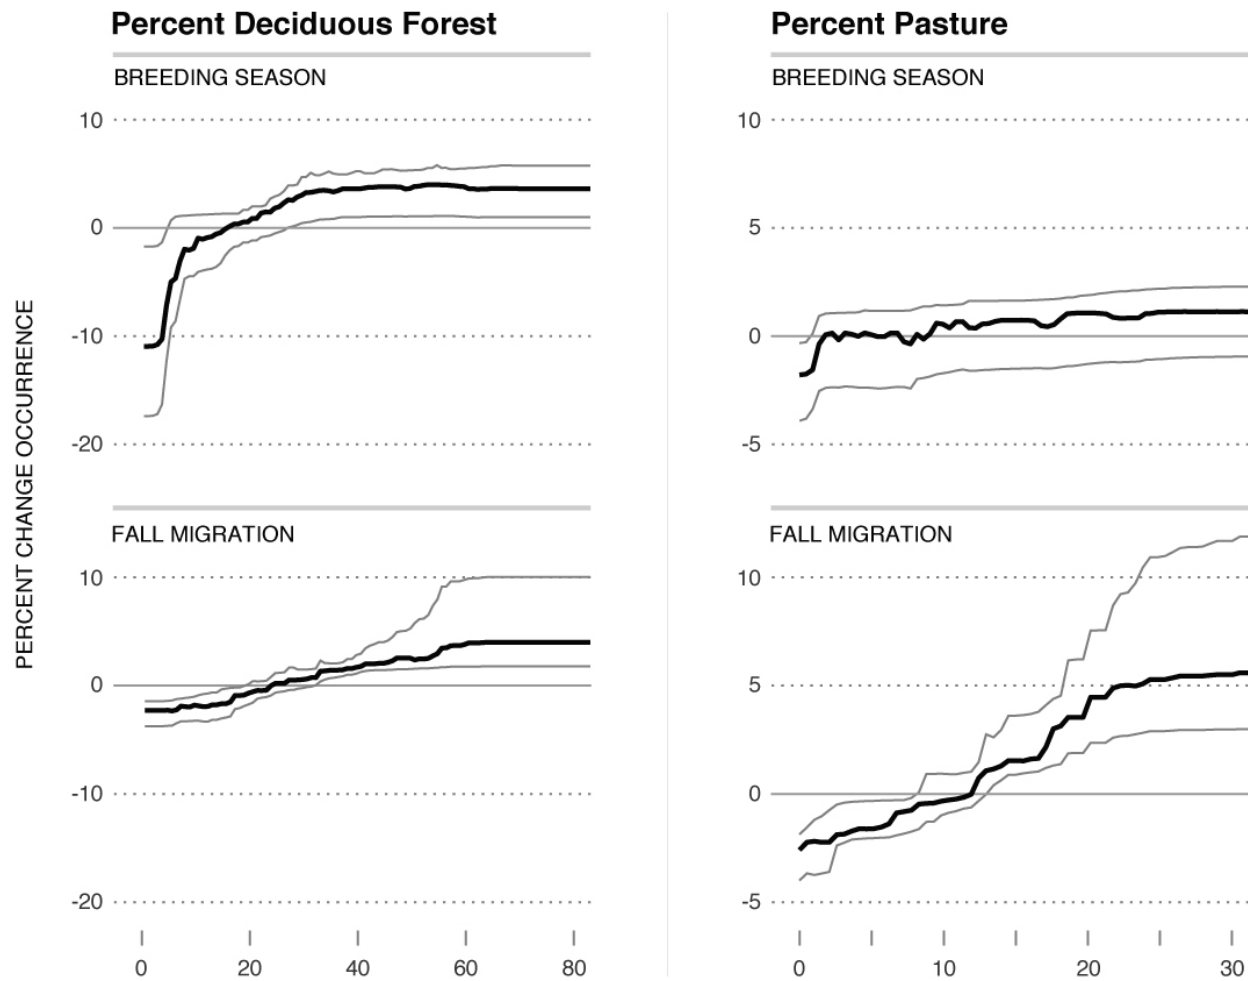 Percent Deciduous Forest
BREEDING SEASON
10
0
-10
-20
FALL MIGRATION
10
0
-10
-20
0 20 40 60 80
PERCENT CHANGE OCCURRENCE
Percent Pasture
BREEDING SEASON
10
5
0
-5
FALL MIGRATION
10
5
0
-5
0 10 20 30